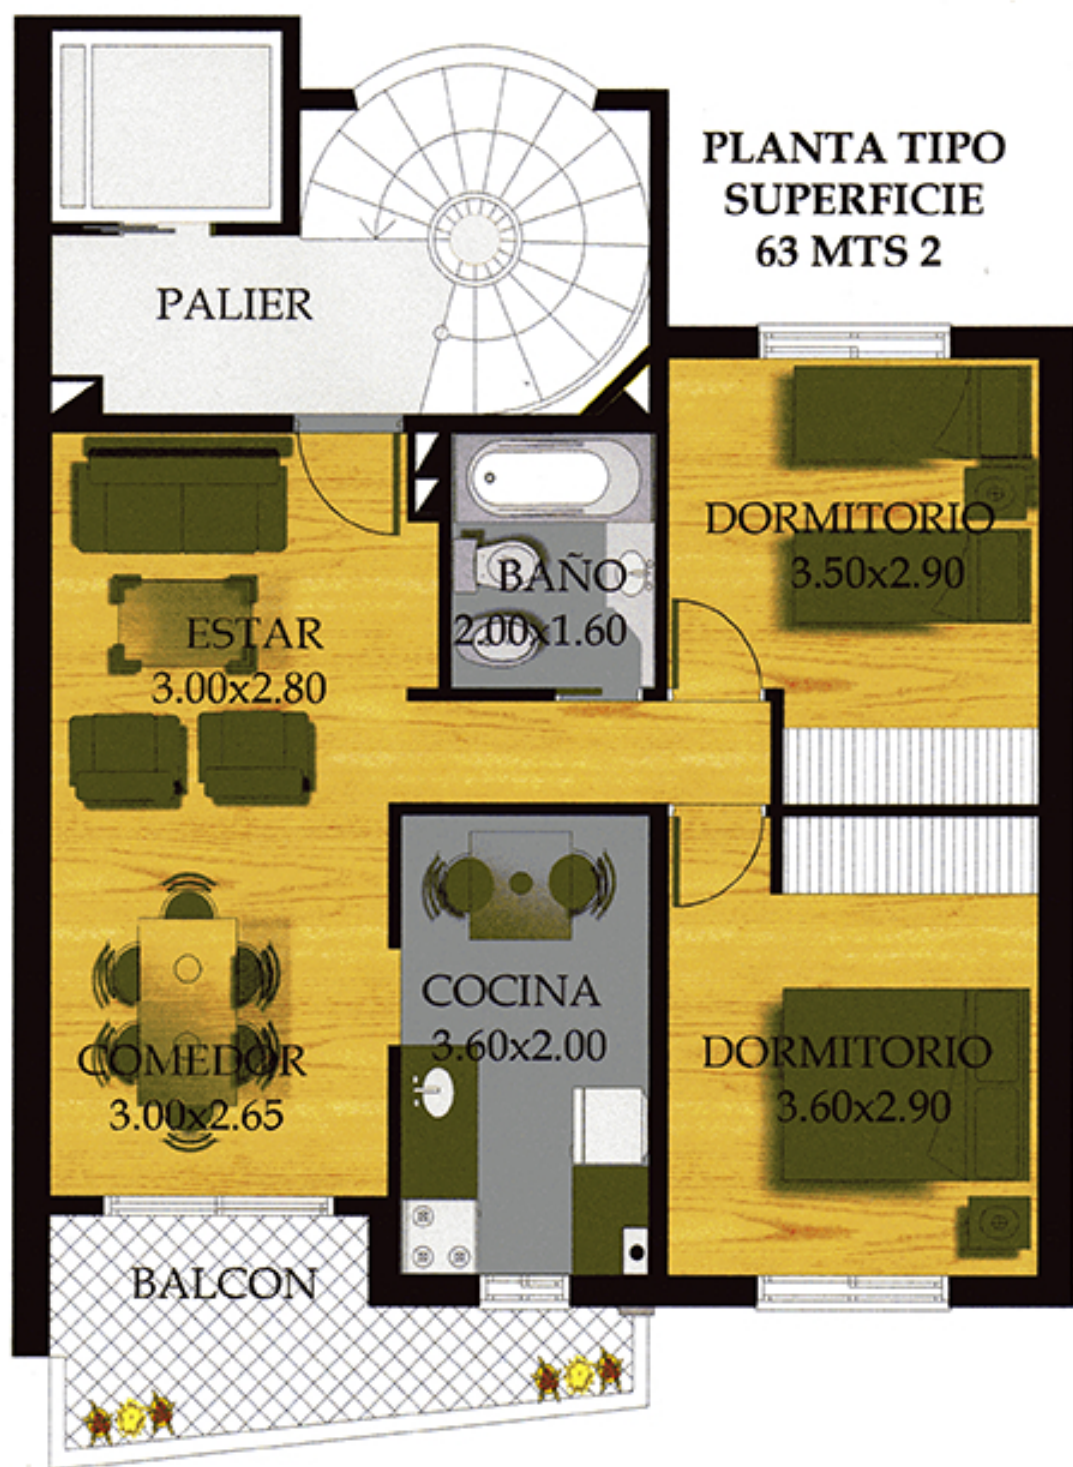 PLANTA TIPO
SUPERFICIE
63 MTS 2
PALIER
DORMITORIO
3.50x2.90
BAÑO
2.00x1.60
ESTAR
3.00x2.80
COCINA
3.60x2.00
COMEDOR
3.00x2.65
DORMITORIO
3.60x2.90
BALCON